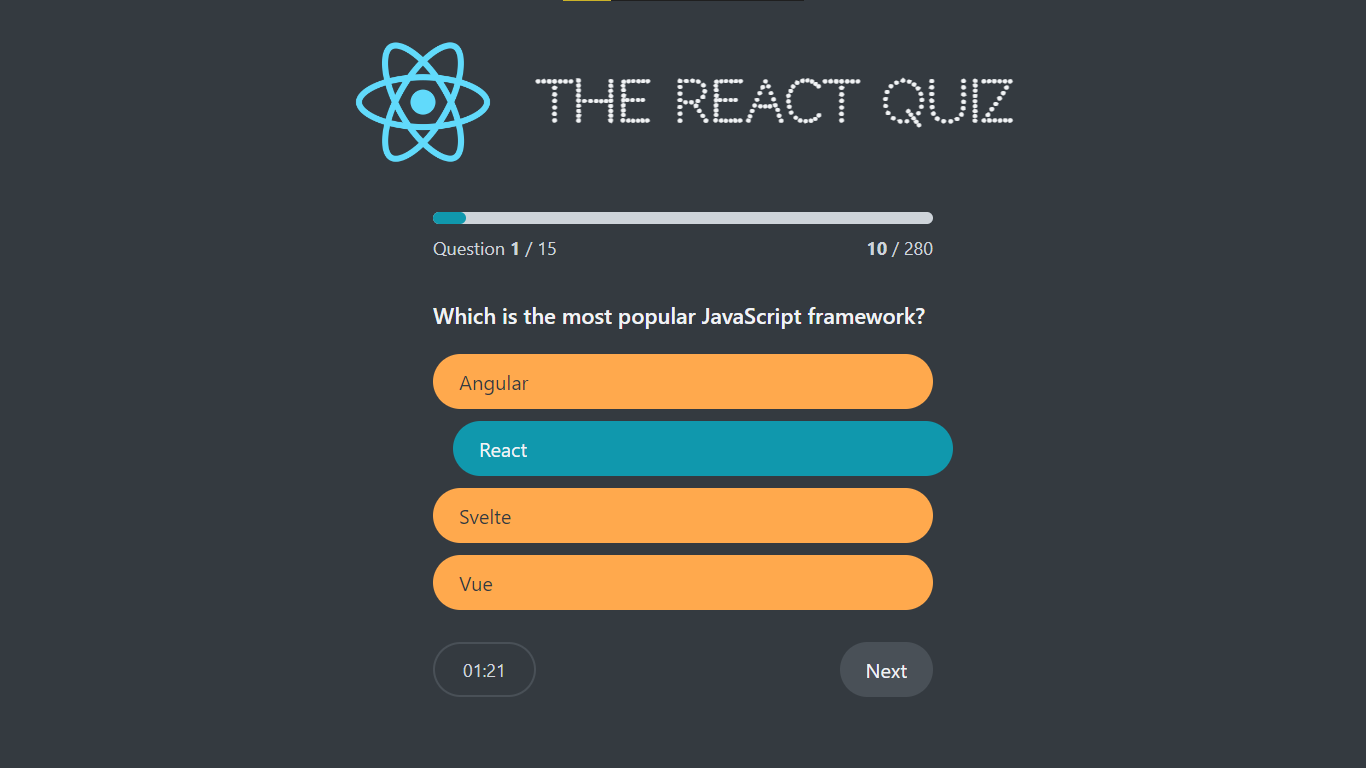 THE REACT QUIZ
Question 1 / 15
10 / 280
Which is the most popular JavaScript framework?
Angular
React
Svelte
Vue
01:21
Next